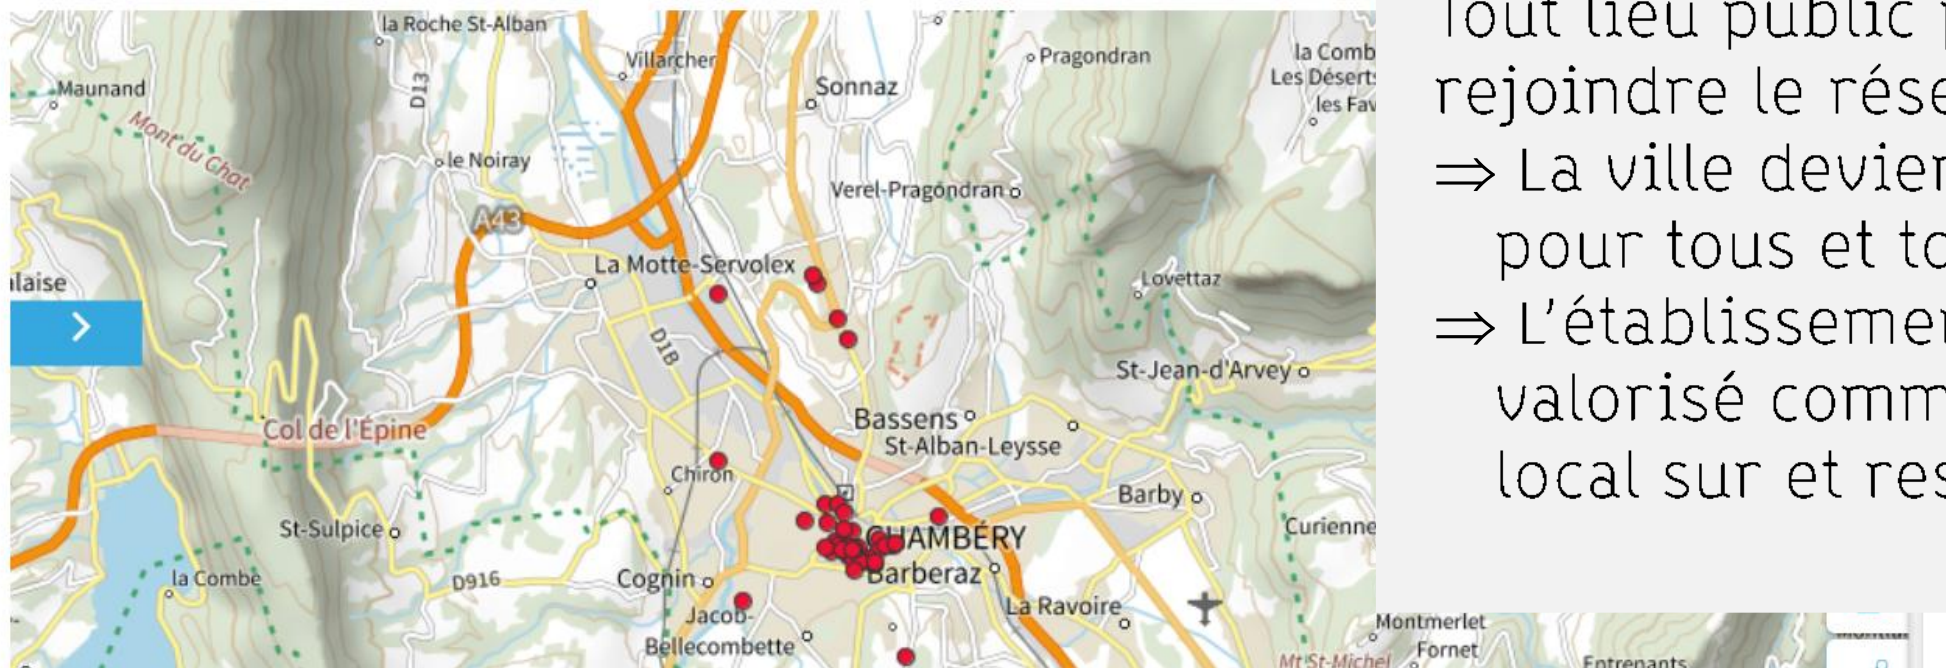 la Roche St-Alban
Villarcher
Pragondran
la Comb
Les Déserts
les Fav
Maunand
D13
Sonnaz
Mont du Chat
le Noiray
Verel-Pragondran
A43
La Motte-Servolex
Lovettaz
laise
D1B
St-Jean-d'Arvey
Bassens
St-Alban-Leysse
Col de l'Épine
Chiron
Barby
St-Sulpice
CHAMBÉRY
Curienne
la Combe
D916
Cognin
Barberaz
Jacob-
Bellecombette
La Ravoire
Montmerlet
Fornet
Mt St-Michel
Entrenants
Tout lieu public
rejoindre le rése
⇒ La ville devien
pour tous et to
⇒ L'établissemen
valorisé comm
local sur et res